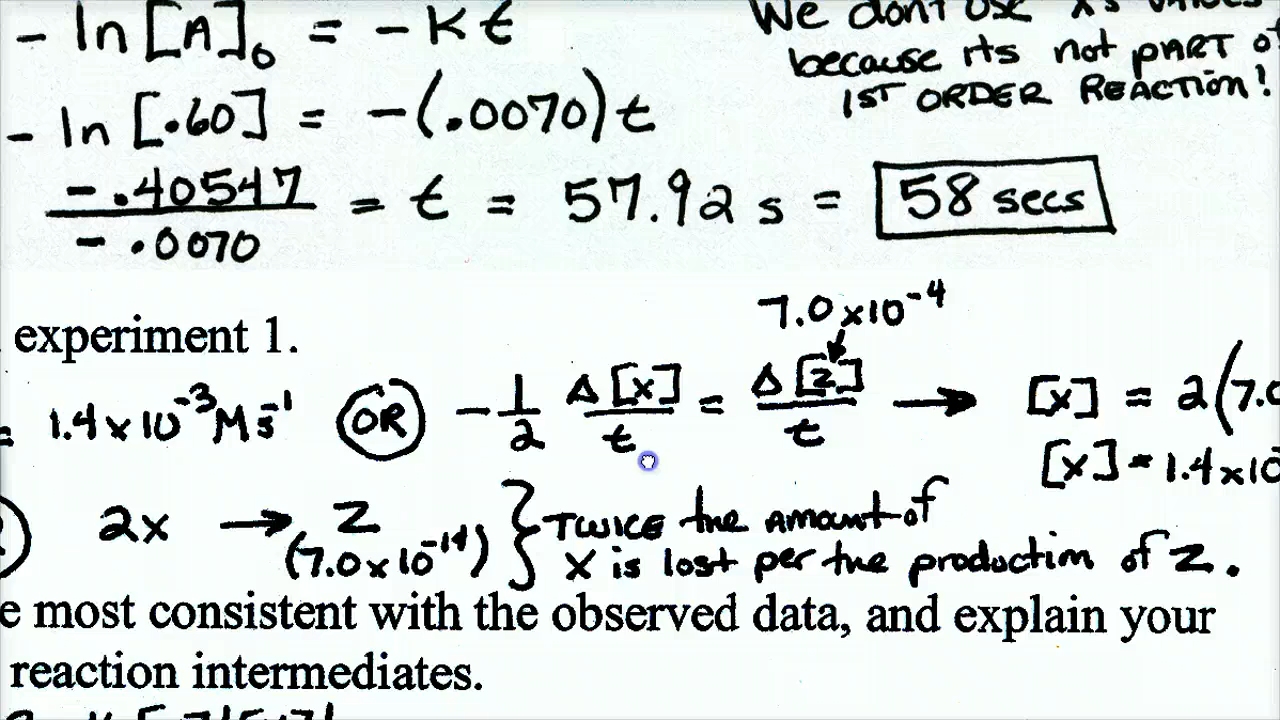 - ln [A]₀ = -Kt
We don't use X's values
because its not PART of
1ST ORDER REACTION!
- ln [.60] = -(.0070)t
-.40547 / -.0070 = t = 57.92 s = 58 secs
experiment 1.
7.0 x 10⁻⁴
= 1.4 x 10⁻³ M s⁻¹ OR -1/2 Δ[x]/t = Δ[z]/t → [x] = 2(7.0
[x] = 1.4 x 10
2x → Z } TWICE the amount of
(7.0 x 10⁻¹⁴) X is lost per the production of Z.
e most consistent with the observed data, and explain your
reaction intermediates.